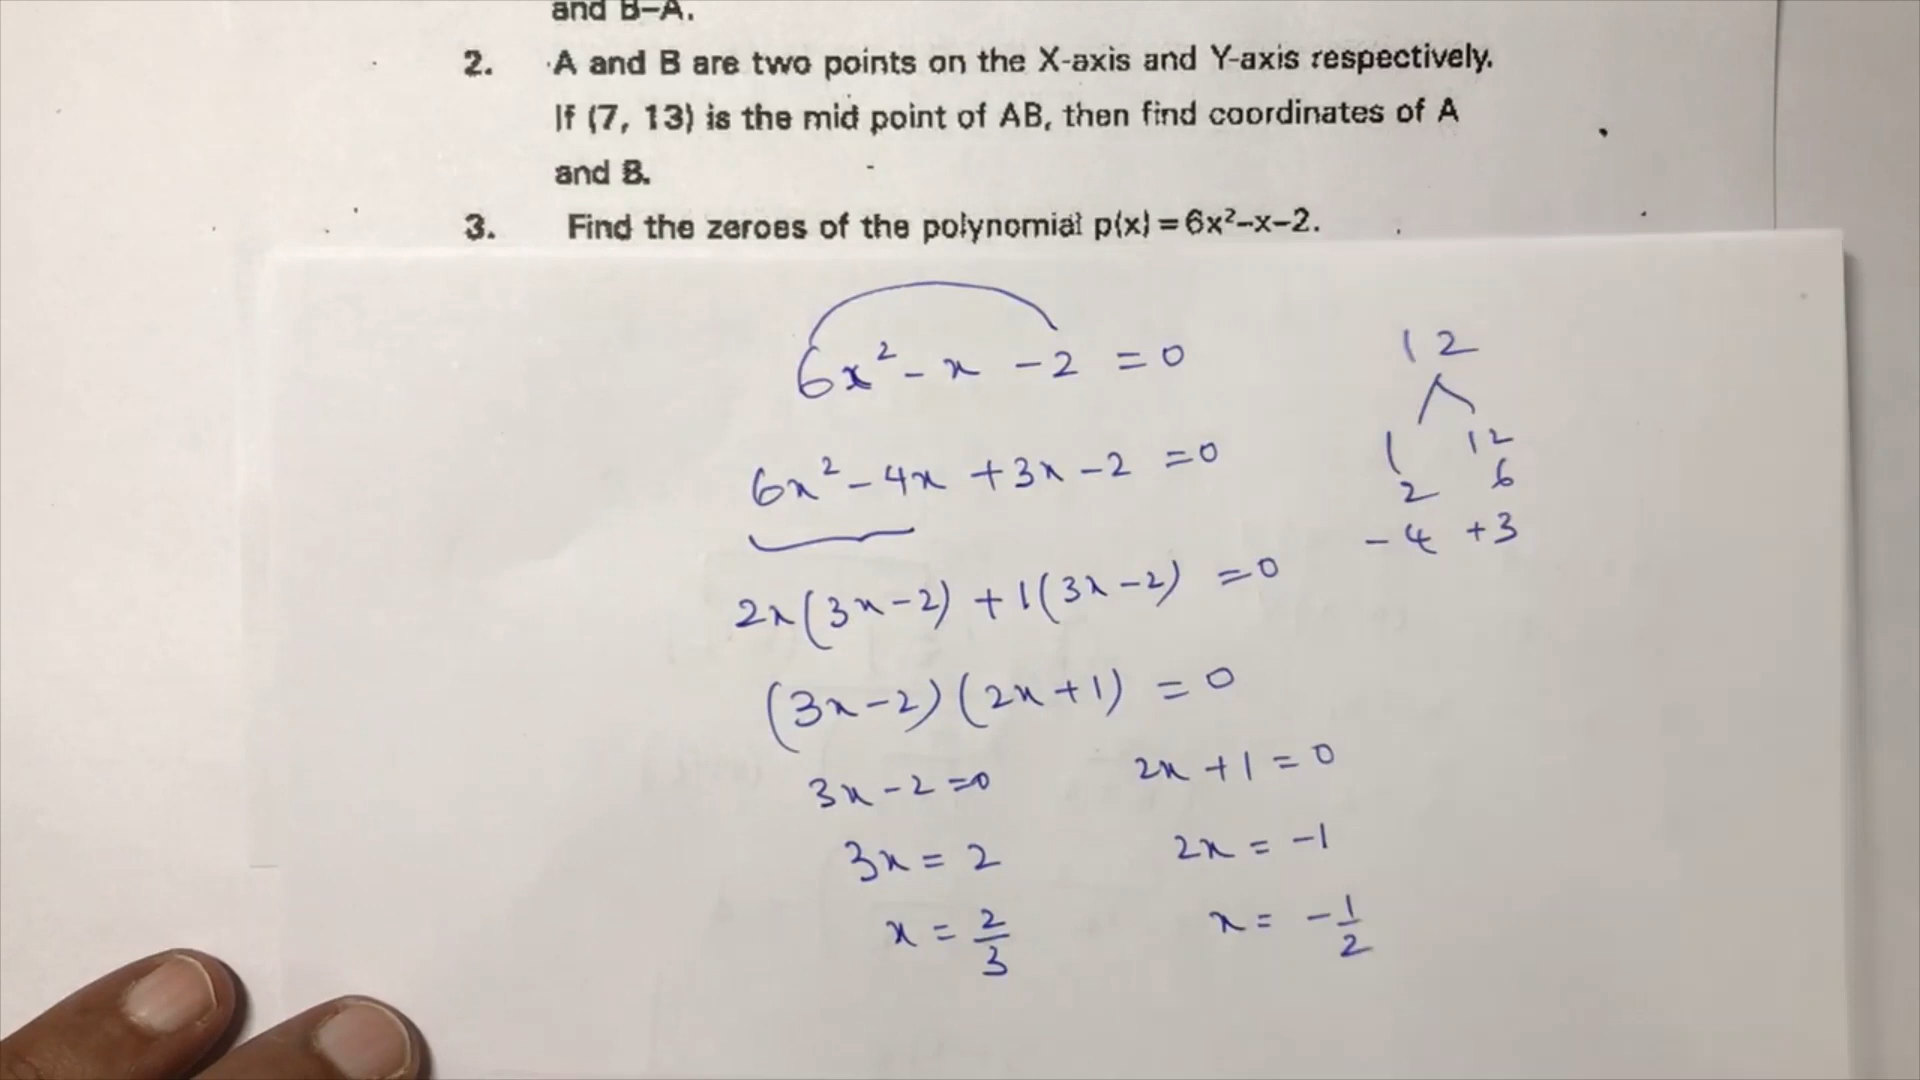 and B–A.
2. A and B are two points on the X-axis and Y-axis respectively.
If (7, 13) is the mid point of AB, then find coordinates of A
and B.
3. Find the zeroes of the polynomial p(x) = 6x²–x–2.
6x² - x - 2 = 0
12
6x² - 4x + 3x - 2 = 0
1 12
2 6
-4 +3
2x(3x-2) + 1(3x-2) = 0
(3x-2)(2x+1) = 0
3x - 2 = 0 2x + 1 = 0
3x = 2 2x = -1
x = 2/3 x = -1/2